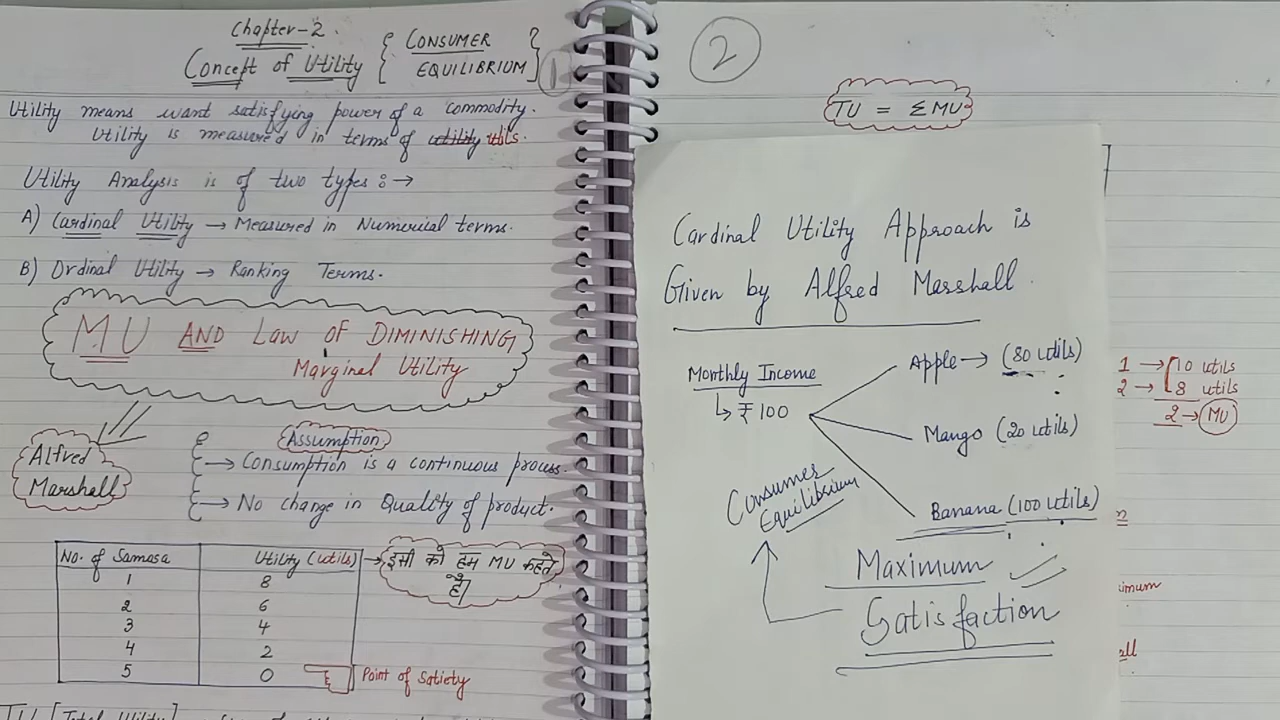 Chapter-2.
Concept of Utility { CONSUMER EQUILIBRIUM }
1
Utility means want satisfying power of a commodity.
Utility is measured in terms of utility utils.
Utility Analysis is of two types :→
A) Cardinal Utility → Measured in Numerical terms.
B) Ordinal Utility → Ranking Terms.
MU AND LAW OF DIMINISHING
Marginal Utility
Alfred
Marshall
Assumption
→ Consumption is a continuous process.
→ No change in Quality of product.
No. of Samosa Utility (utils) → इसी को हम MU कहते
है।
1 8
2 6
3 4
4 2
5 0 Point of Satiety
TU [Total Utility]
2
TU = ΣMU
Cardinal Utility Approach is
Given by Alfred Marshall.
Monthly Income
↳ ₹100
Apple → (80 utils)
Mango (20 utils)
Banana (100 utils)
Consumer
Equilibrium
Maximum ✓
Satisfaction
1 → 10 utils
2 → 8 utils
2 → MU